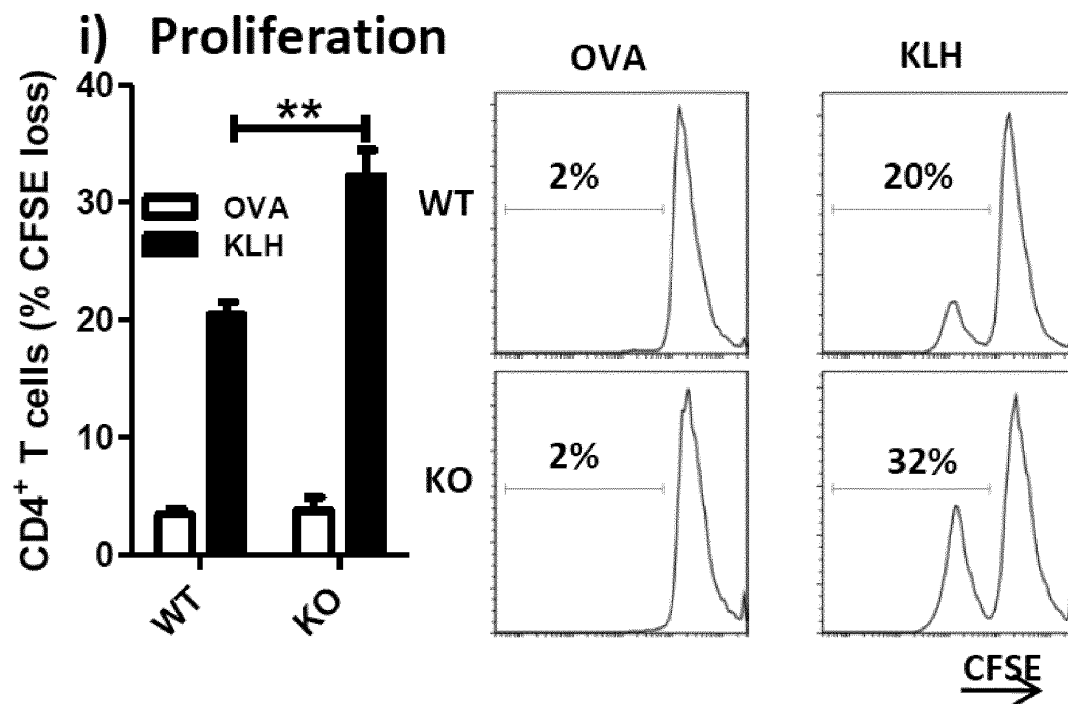 i) Proliferation
CD4+ T cells (% CFSE loss)
40
30
20
10
0
OVA
KLH
**
WT
KO
OVA
KLH
WT
2%
20%
KO
2%
32%
CFSE